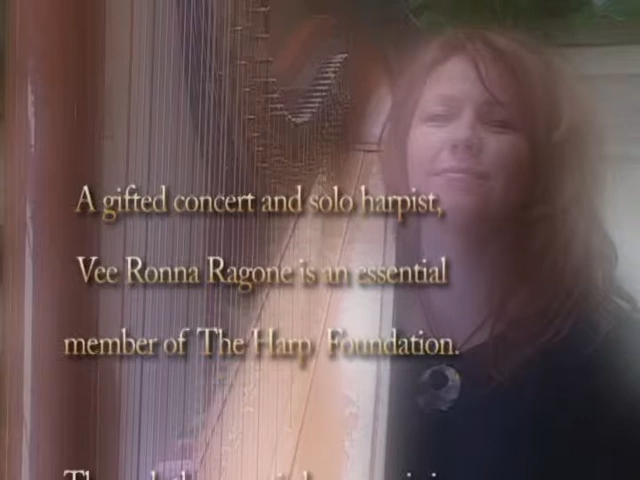 A gifted concert and solo harpist,
Vee Ronna Ragone is an essential
member of The Harp Foundation.